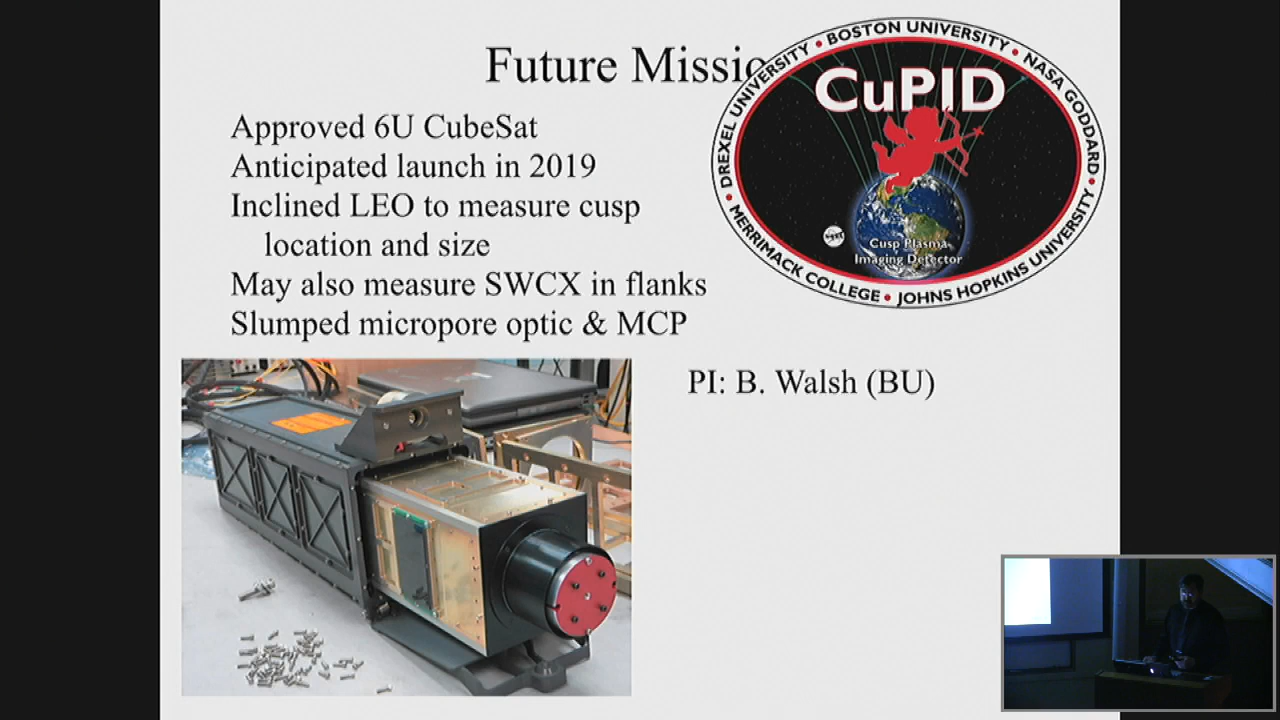 Future Missio
Approved 6U CubeSat
Anticipated launch in 2019
Inclined LEO to measure cusp
location and size
May also measure SWCX in flanks
Slumped micropore optic & MCP
PI: B. Walsh (BU)
DREXEL UNIVERSITY • BOSTON UNIVERSITY • NASA GODDARD • JOHNS HOPKINS UNIVERSITY • MERRIMACK COLLEGE •
CuPID
NASA
Cusp Plasma
Imaging Detector